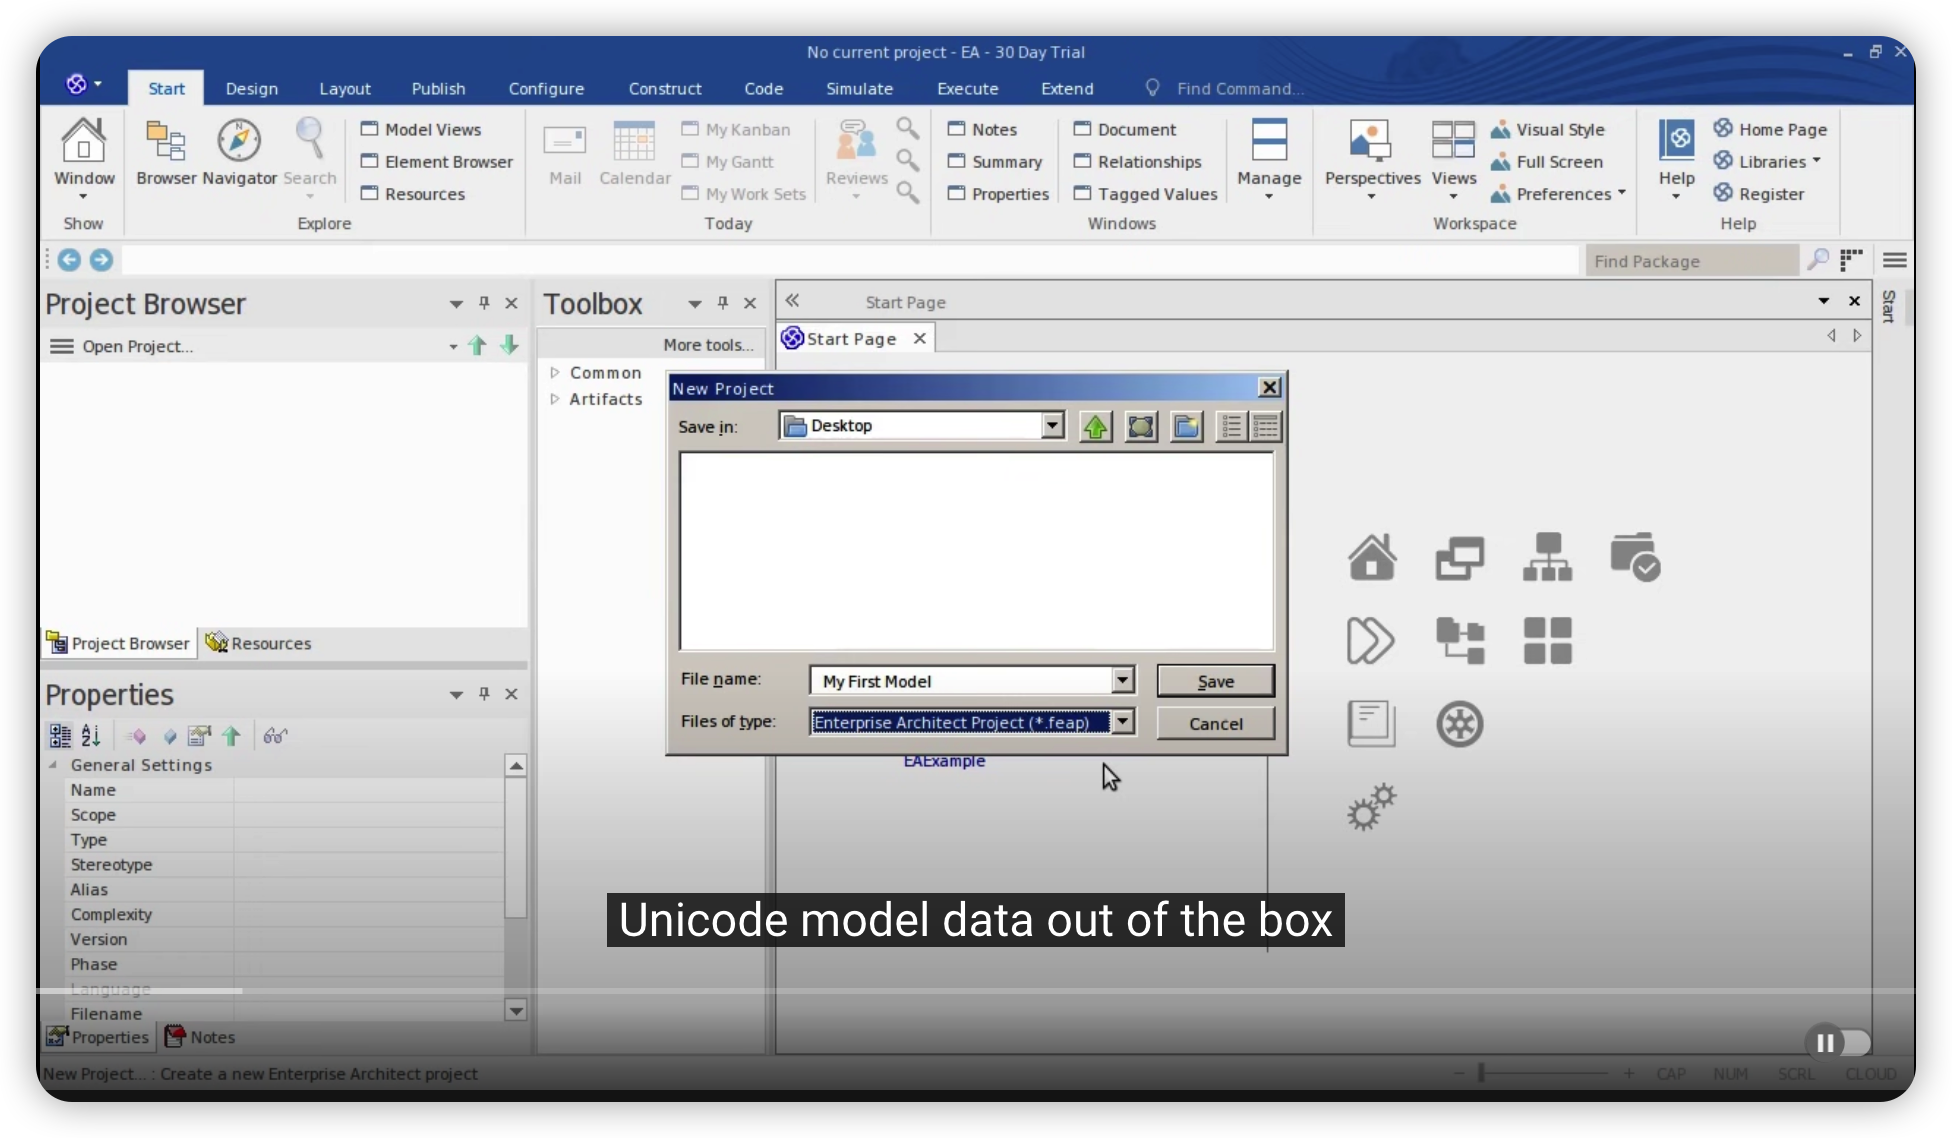 No current project - EA - 30 Day Trial
Start Design Layout Publish Configure Construct Code Simulate Execute Extend Find Command...
Window
Show
Browser Navigator Search
Model Views
Element Browser
Resources
Explore
Mail Calendar
My Kanban
My Gantt
My Work Sets
Reviews
Today
Notes
Summary
Properties
Document
Relationships
Tagged Values
Manage
Windows
Perspectives Views
Visual Style
Full Screen
Preferences
Workspace
Help
Home Page
Libraries
Register
Help
Find Package
Project Browser
Open Project...
Project Browser Resources
Toolbox
More tools...
Common
Artifacts
Start Page
Start Page
Start
New Project
Save in: Desktop
File name: My First Model Save
Files of type: Enterprise Architect Project (*.feap) Cancel
EAExample
Properties
General Settings
Name
Scope
Type
Stereotype
Alias
Complexity
Version
Phase
Language
Filename
Properties Notes
Unicode model data out of the box
New Project... : Create a new Enterprise Architect project
CAP NUM SCRL CLOUD